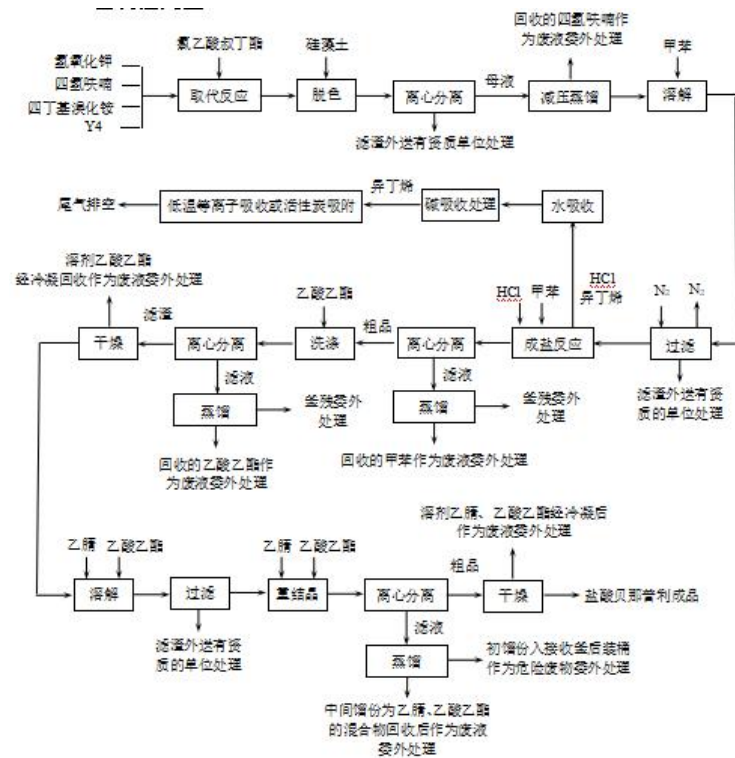 回收的四氢呋喃作
为废液委外处理
氯乙酸叔丁酯
硅藻土
甲苯
氢氧化钾
四氢呋喃
四丁基溴化铵
Y4
取代反应
脱色
离心分离
母液
减压蒸馏
溶解
滤渣外送有资质单位处理
尾气排空
低温等离子吸收或活性炭吸附
异丁烯
碱吸收处理
水吸收
溶剂乙酸乙酯
经冷凝回收作为废液委外处理
HCl
异丁烯
N₂
N₂
乙酸乙酯
HCl
甲苯
干燥
滤渣
离心分离
洗涤
粗品
离心分离
成盐反应
过滤
滤液
滤液
蒸馏
釜残委外
处理
蒸馏
釜残委外
处理
滤渣外送有资
质的单位处理
回收的乙酸乙酯作
为废液委外处理
回收的甲苯作为废液委外处理
溶剂乙腈、乙酸乙酯经冷凝后
作为废液委外处理
乙腈
乙酸乙酯
乙腈
乙酸乙酯
溶解
过滤
重结晶
离心分离
粗品
干燥
盐酸贝那普利成品
滤渣外送有资
质的单位处理
滤液
蒸馏
初馏份入接收釜后装桶
作为危险废物委外处理
中间馏份为乙腈、乙酸乙酯
的混合物回收后作为废液
委外处理